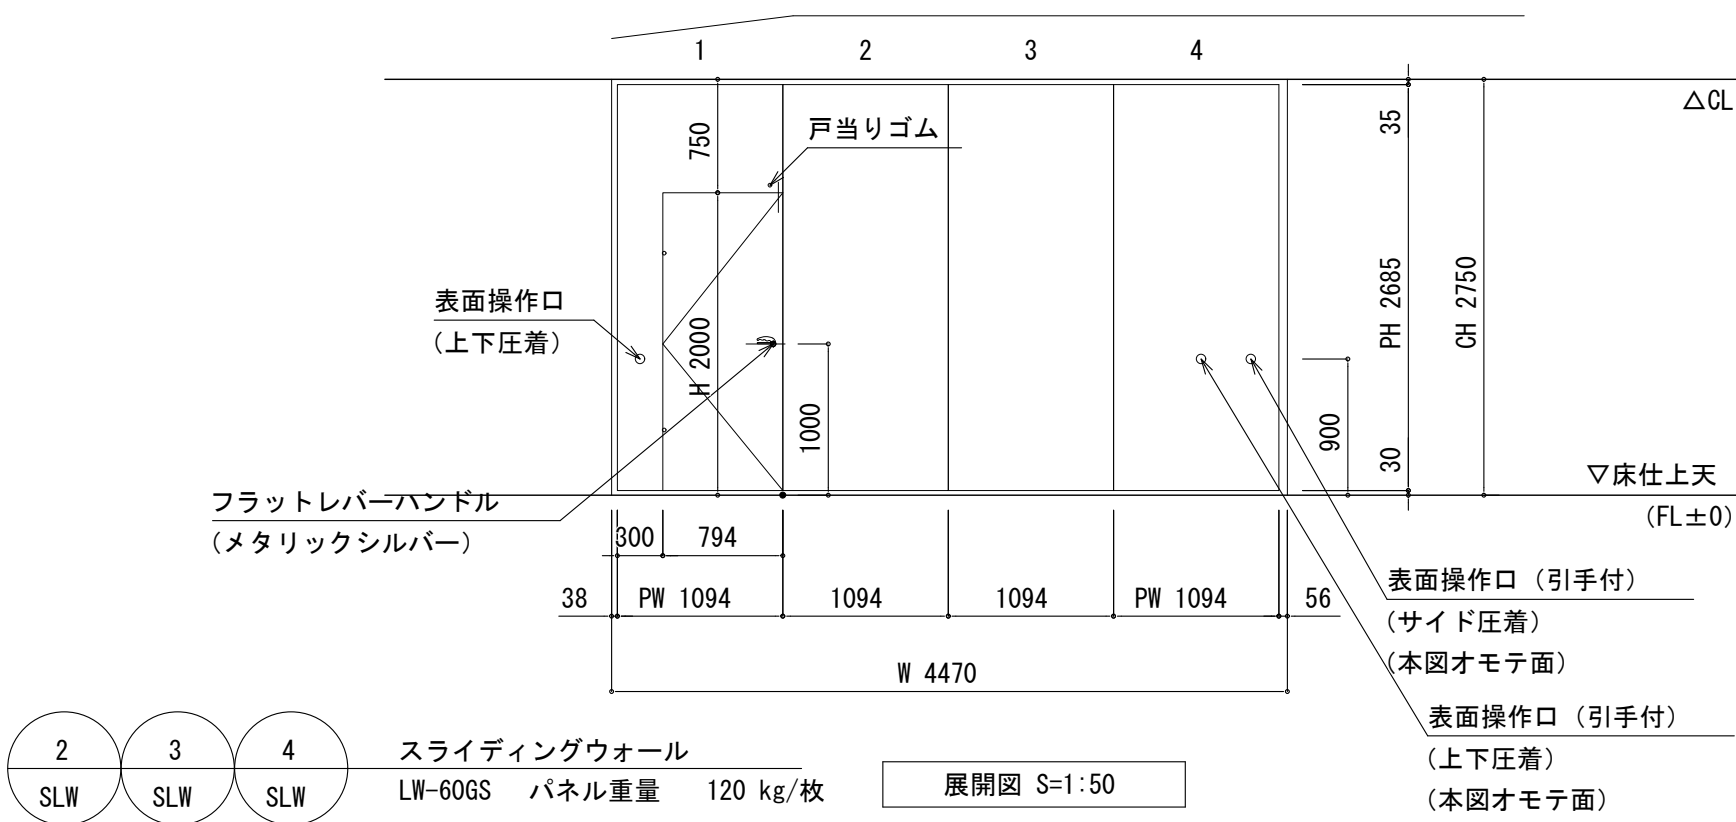 1 2 3 4
△CL
35
750
戸当りゴム
表面操作口
(上下圧着)
H 2000
PH 2685
CH 2750
1000
900
30
▽床仕上天
(FL±0)
フラットレバーハンドル
(メタリックシルバー)
300 794
38 PW 1094 1094 1094 PW 1094 56
W 4470
表面操作口 (引手付)
(サイド圧着)
(本図オモテ面)
表面操作口 (引手付)
(上下圧着)
(本図オモテ面)
2 3 4
SLW SLW SLW
スライディングウォール
LW-60GS パネル重量 120 kg/枚
展開図 S=1:50